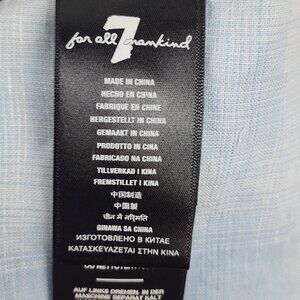 7
for all mankind
MADE IN CHINA
HECHO EN CHINA
FABRIQUE EN CHINE
HERGESTELLT IN CHINA
GEMAAKT IN CHINA
PRODOTTO IN CINA
FABRICADO NA CHINA
TILLVERKAD I KINA
FREMSTILLET I KINA
中国制造
中國製
चीन में निर्मित
GINAWA SA CHINA
ИЗГОТОВЛЕНО В КИТАЕ
ΚΑΤΑΣΚΕΥΑΖΕΤΑΙ ΣΤΗΝ ΚΙΝΑ
AUF LINKS DREHEN. IN DER
MASCHINE SEPARAT KALT